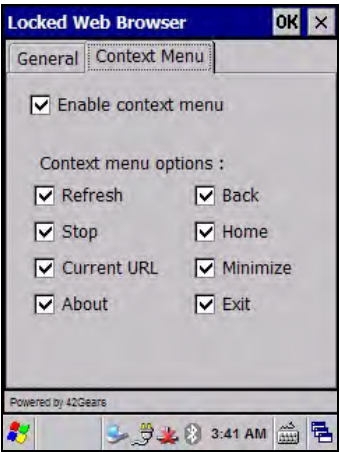 Locked Web Browser OK
General Context Menu
Enable context menu
Context menu options :
Refresh Back
Stop Home
Current URL Minimize
About Exit
Powered by 42Gears
3:41 AM